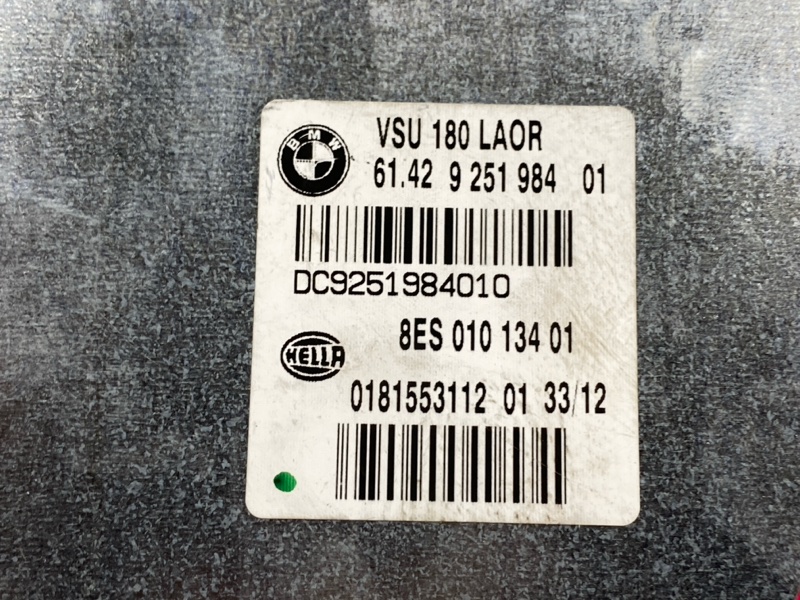 BMW
VSU 180 LAOR
61.42 9 251 984 01
DC9251984010
HELLA
8ES 010 134 01
0181553112 01 33/12